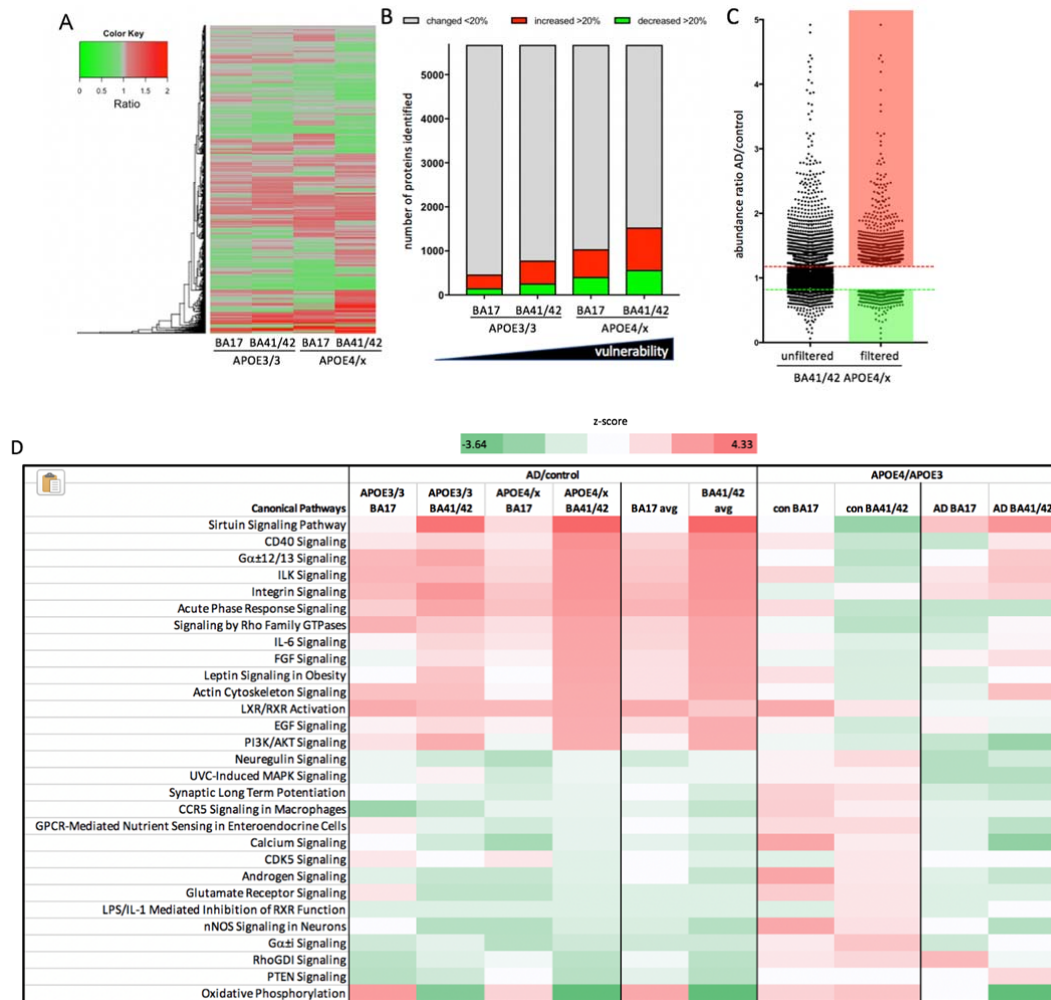 A
Color Key
0 0.5 1 1.5 2
Ratio
BA17 BA41/42 BA17 BA41/42
APOE3/3 APOE4/x
B
changed <20% increased >20% decreased >20%
number of proteins identified
5000
4000
3000
2000
1000
0
BA17 BA41/42 BA17 BA41/42
APOE3/3 APOE4/x
vulnerability
C
abundance ratio AD/control
5
4
3
2
1
0
unfiltered filtered
BA41/42 APOE4/x
z-score
D
-3.64 4.33
AD/control APOE4/APOE3
Canonical Pathways APOE3/3 BA17 APOE3/3 BA41/42 APOE4/x BA17 APOE4/x BA41/42 BA17 avg BA41/42 avg con BA17 con BA41/42 AD BA17 AD BA41/42
Sirtuin Signaling Pathway
CD40 Signaling
Gα±12/13 Signaling
ILK Signaling
Integrin Signaling
Acute Phase Response Signaling
Signaling by Rho Family GTPases
IL-6 Signaling
FGF Signaling
Leptin Signaling in Obesity
Actin Cytoskeleton Signaling
LXR/RXR Activation
EGF Signaling
PI3K/AKT Signaling
Neuregulin Signaling
UVC-Induced MAPK Signaling
Synaptic Long Term Potentiation
CCR5 Signaling in Macrophages
GPCR-Mediated Nutrient Sensing in Enteroendocrine Cells
Calcium Signaling
CDK5 Signaling
Androgen Signaling
Glutamate Receptor Signaling
LPS/IL-1 Mediated Inhibition of RXR Function
nNOS Signaling in Neurons
Gα±i Signaling
RhoGDI Signaling
PTEN Signaling
Oxidative Phosphorylation